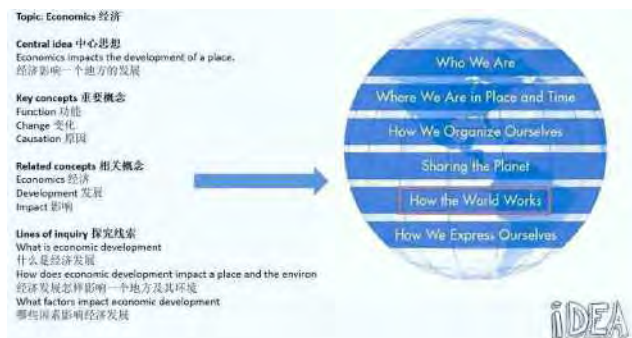 Topic: Economics 经济
Central idea 中心思想
Economics impacts the development of a place.
经济影响一个地方的发展
Key concepts 重要概念
Function 功能
Change 变化
Causation 原因
Related concepts 相关概念
Economics 经济
Development 发展
Impact 影响
Lines of inquiry 探究线索
What is economic development
什么是经济发展
How does economic development impact a place and the environ
经济发展怎样影响一个地方及其环境
What factors impact economic development
哪些因素影响经济发展
Who We Are
Where We Are in Place and Time
How We Organize Ourselves
Sharing the Planet
How the World Works
How We Express Ourselves
iDEA